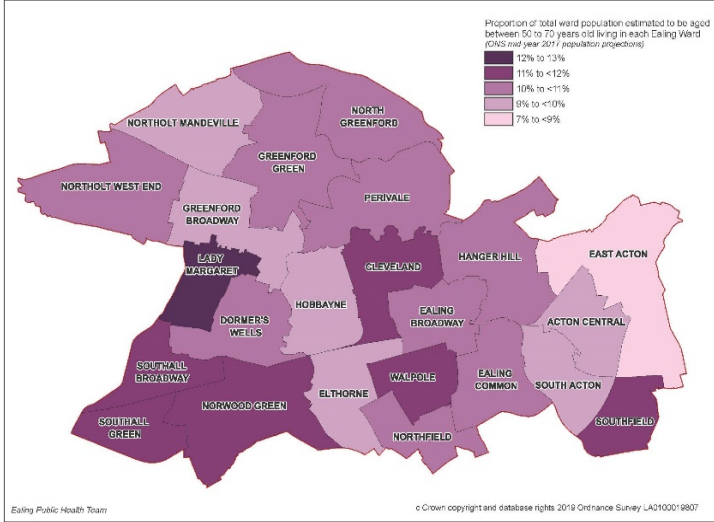 Proportion of total ward population estimated to be aged
between 50 to 70 years old living in each Ealing Ward
(ONS mid-year 2017 population projections)
12% to 13%
11% to <12%
10% to <11%
9% to <10%
7% to <9%
NORTH
GREENFORD
NORTHOLT MANDEVILLE
GREENFORD
GREEN
NORTHOLT WEST END
PERIVALE
GREENFORD
BROADWAY
LADY
MARGARET
CLEVELAND
HANGER HILL
EAST ACTON
HOBBAYNE
DORMER'S
WELLS
EALING
BROADWAY
ACTON CENTRAL
SOUTHALL
BROADWAY
WALPOLE
EALING
COMMON
SOUTH ACTON
ELTHORNE
NORWOOD GREEN
SOUTHALL
GREEN
NORTHFIELD
SOUTHFIELD
Ealing Public Health Team
c Crown copyright and database rights 2019 Ordnance Survey LA0100019807